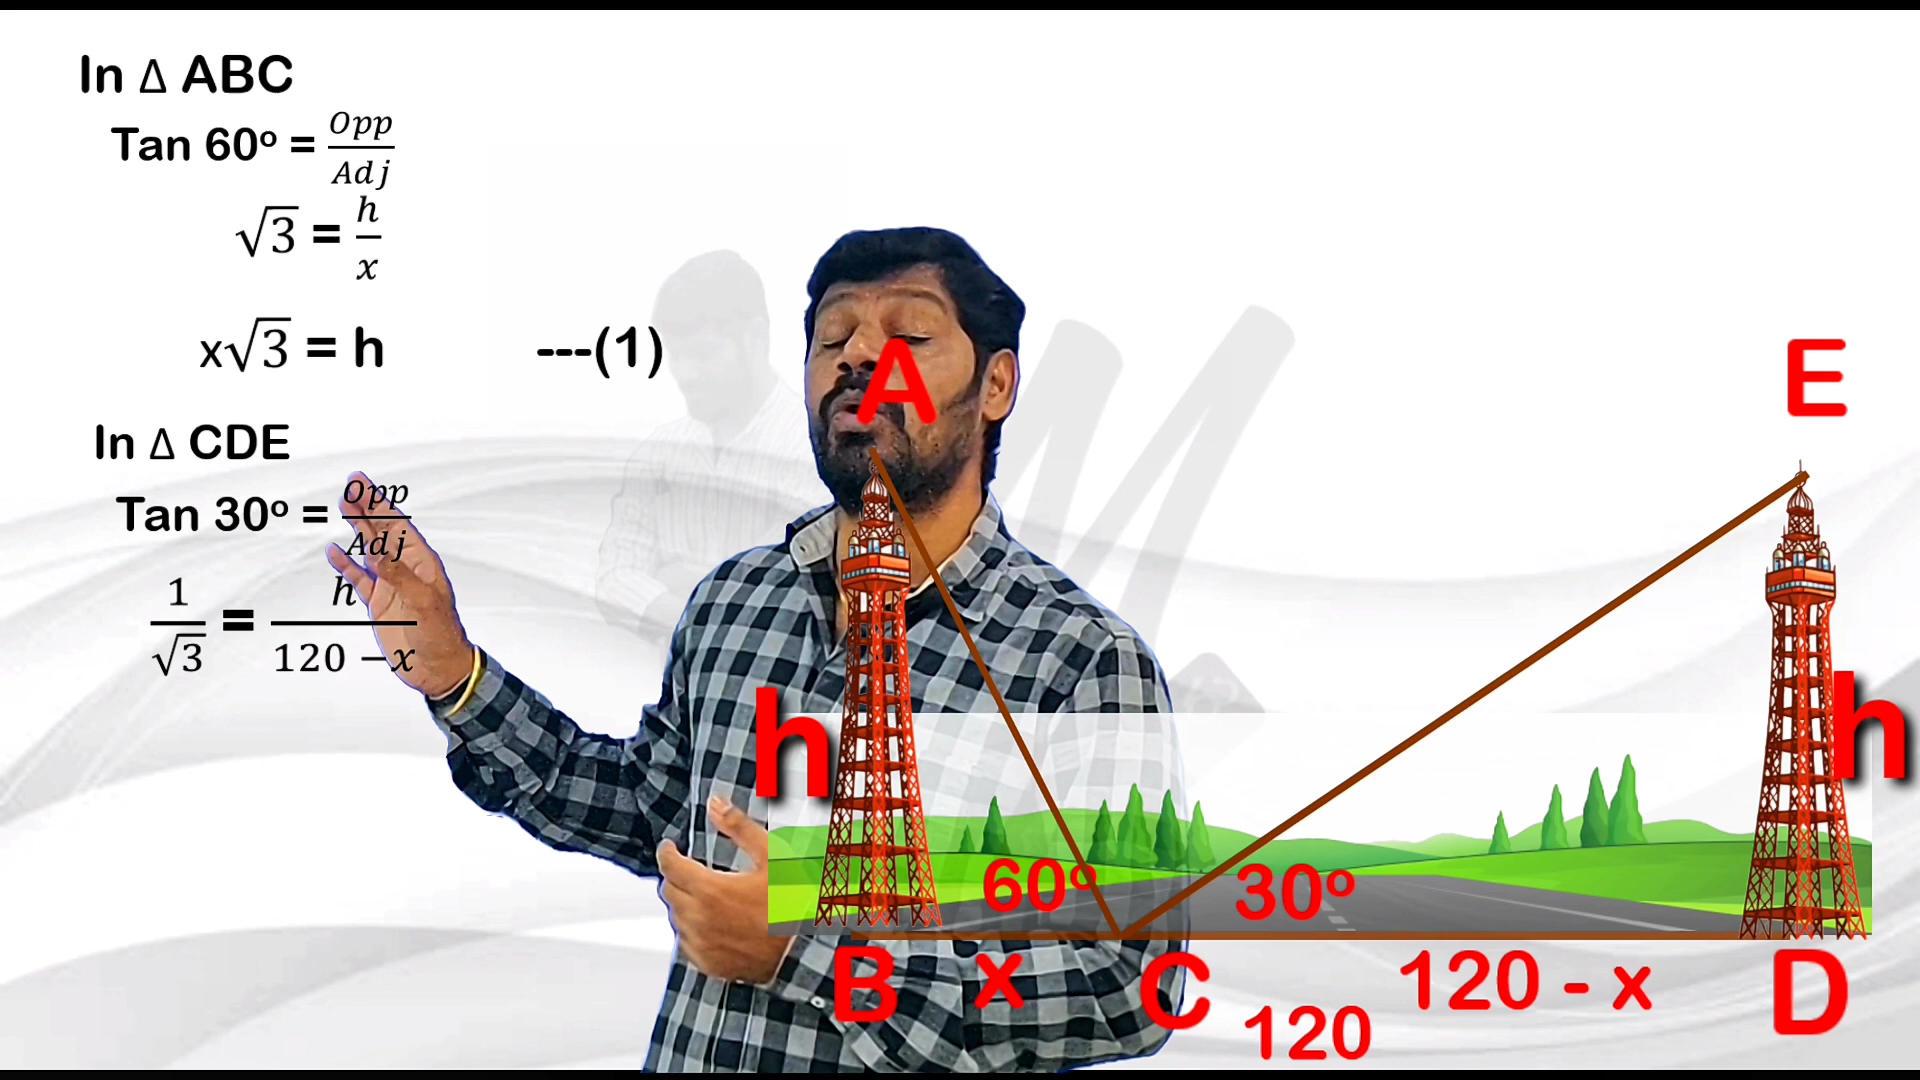 In Δ ABC
Tan 60° = Opp/Adj
√3 = h/x
x√3 = h ---(1)
In Δ CDE
Tan 30° = Opp/Adj
1/√3 = h/(120 − x)
A
E
h
h
60°
30°
B x C 120 - x D
120